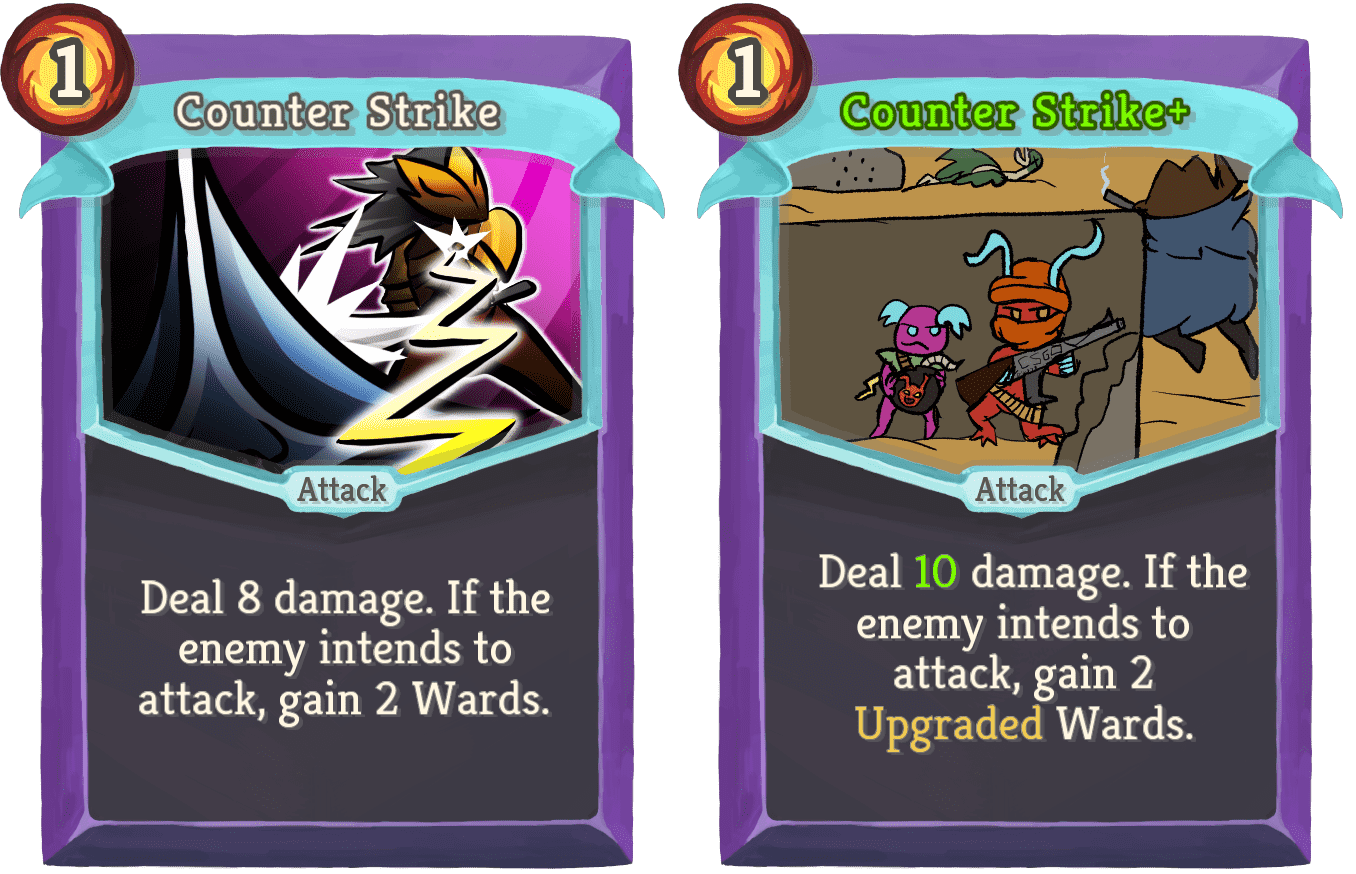 1
Counter Strike
Attack
Deal 8 damage. If the
enemy intends to
attack, gain 2 Wards.
1
Counter Strike+
CSGO
Attack
Deal 10 damage. If the
enemy intends to
attack, gain 2
Upgraded Wards.